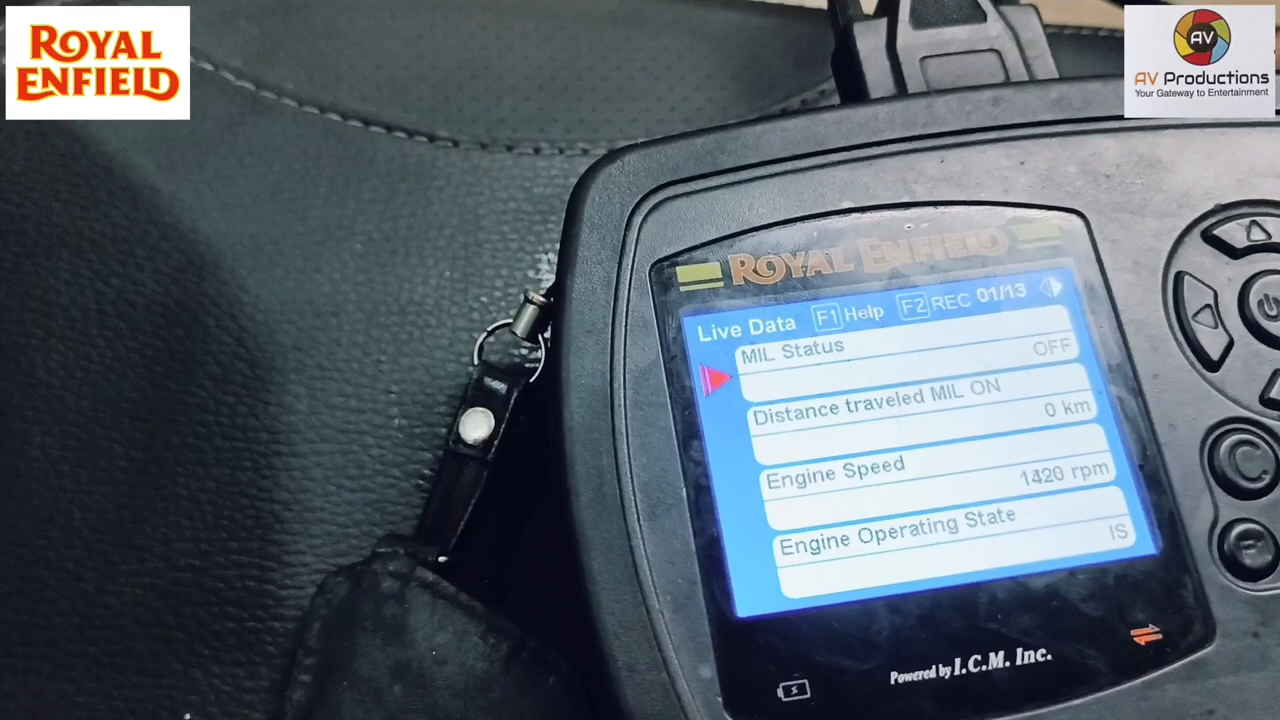 ROYAL
ENFIELD
AV
AV Productions
Your Gateway to Entertainment
ROYAL ENFIELD
Live Data F1 Help F2 REC 01/13
MIL Status
OFF
Distance traveled MIL ON
0 km
Engine Speed
1420 rpm
Engine Operating State
IS
Powered by I.C.M. Inc.